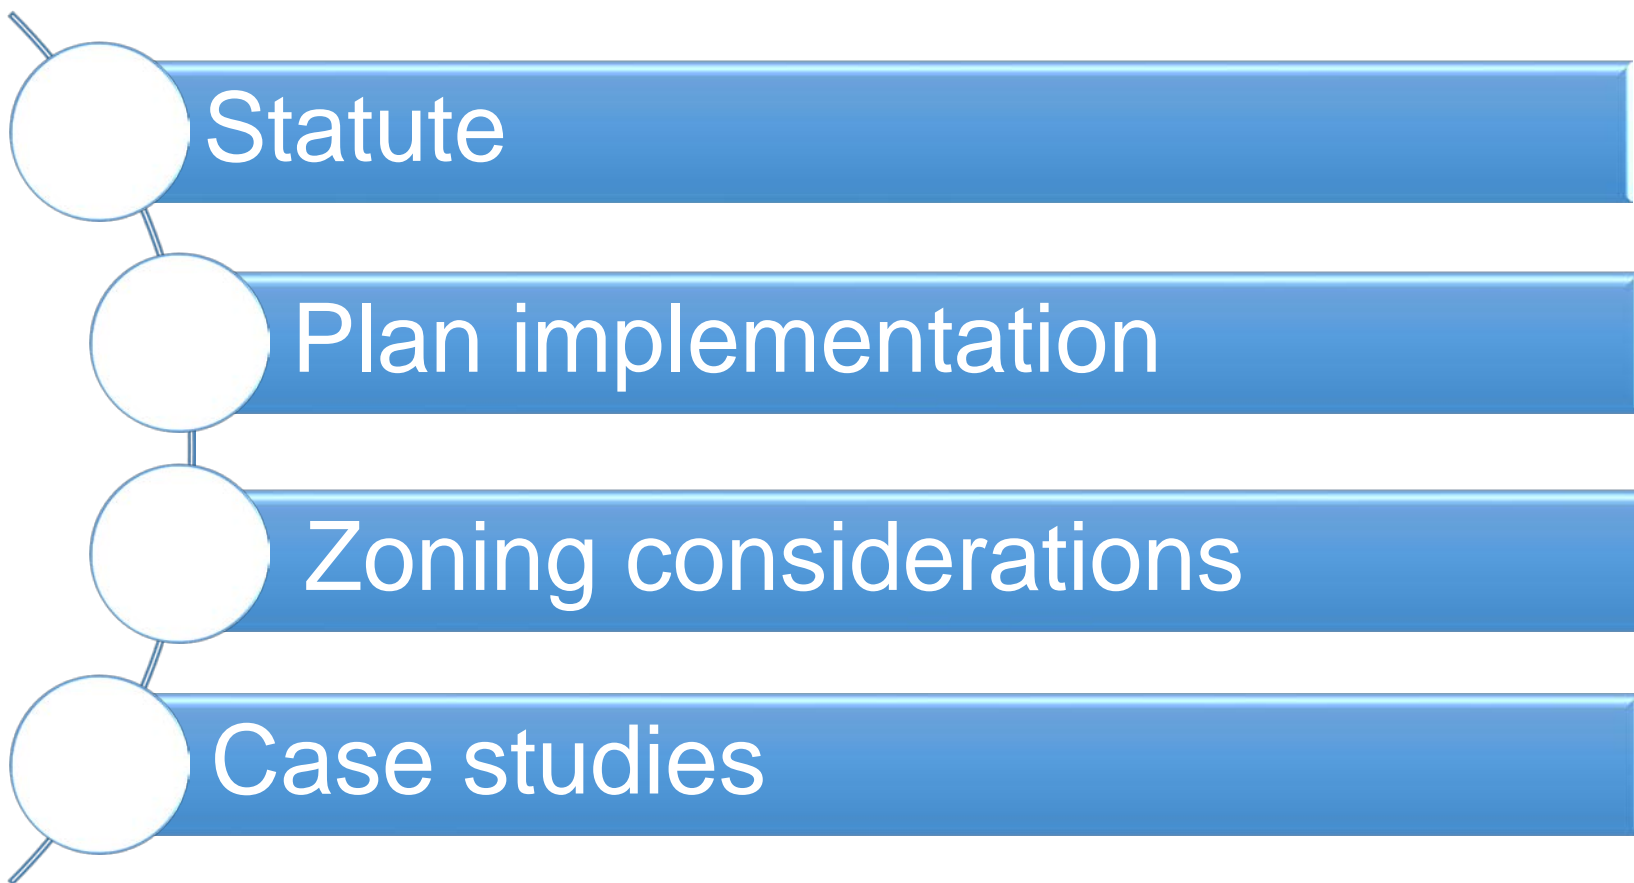 Statute
Plan implementation
Zoning considerations
Case studies